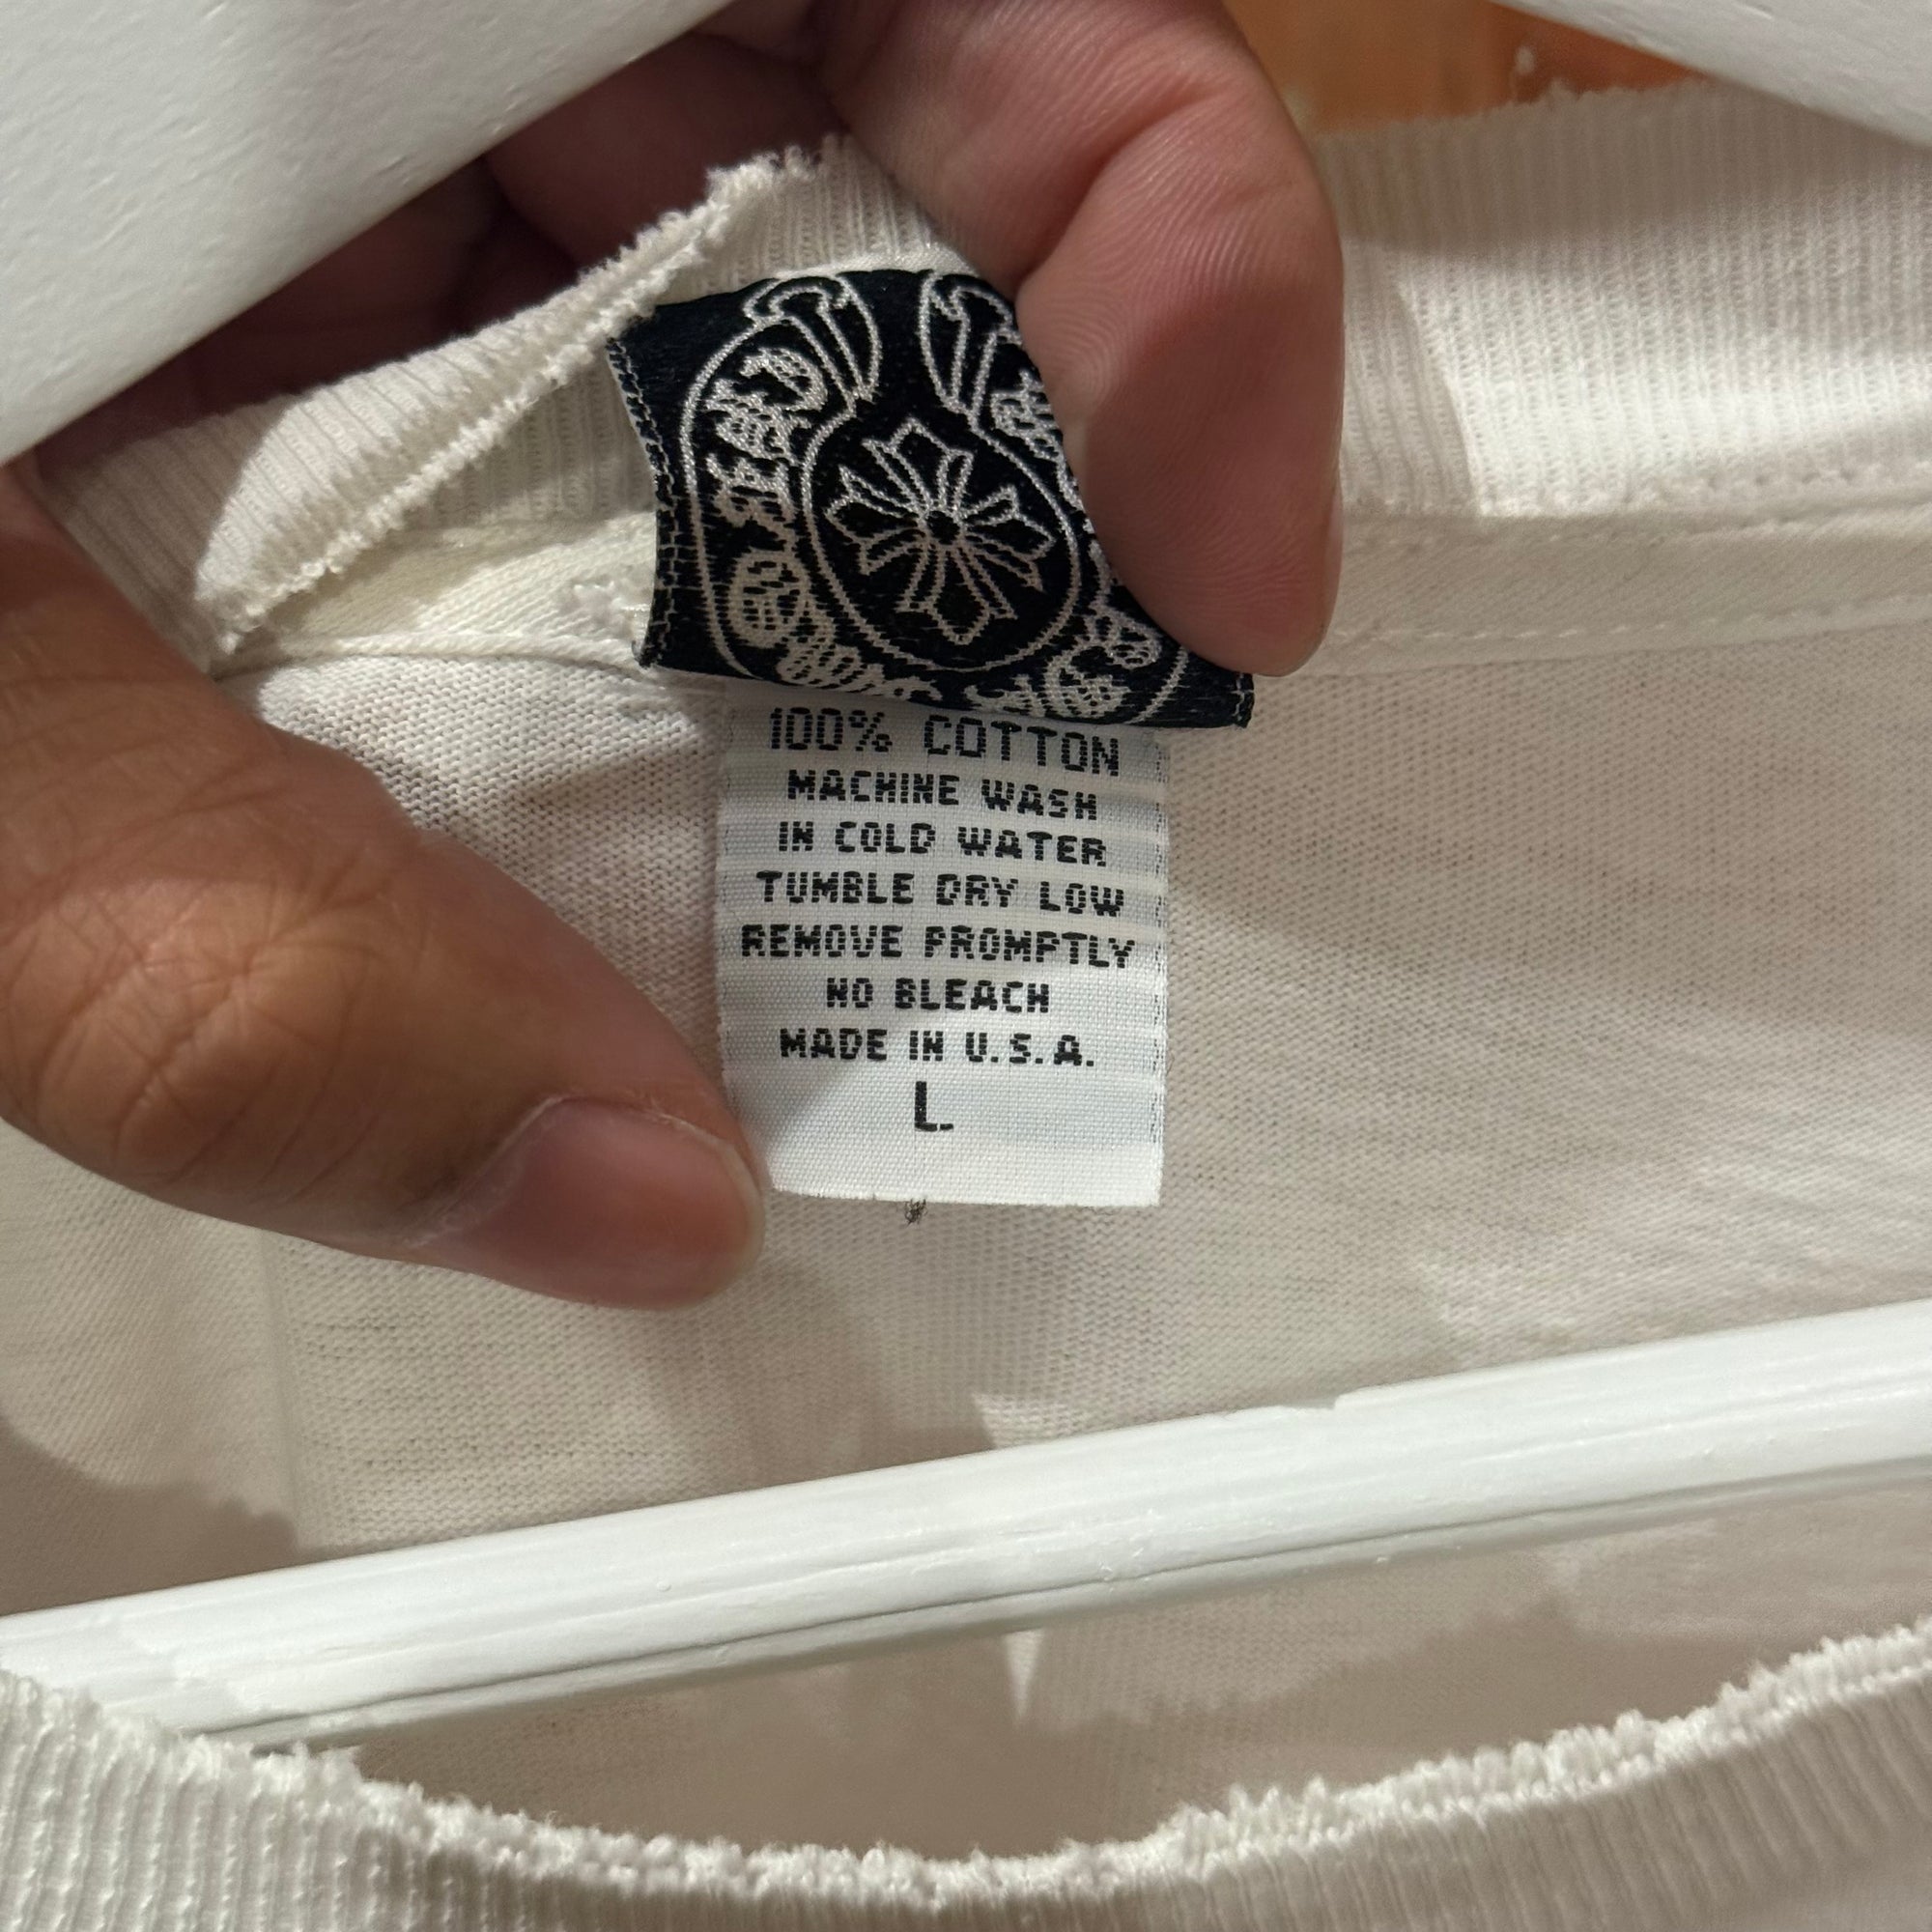 100% COTTON
MACHINE WASH
IN COLD WATER
TUMBLE DRY LOW
REMOVE PROMPTLY
NO BLEACH
MADE IN U.S.A.
L